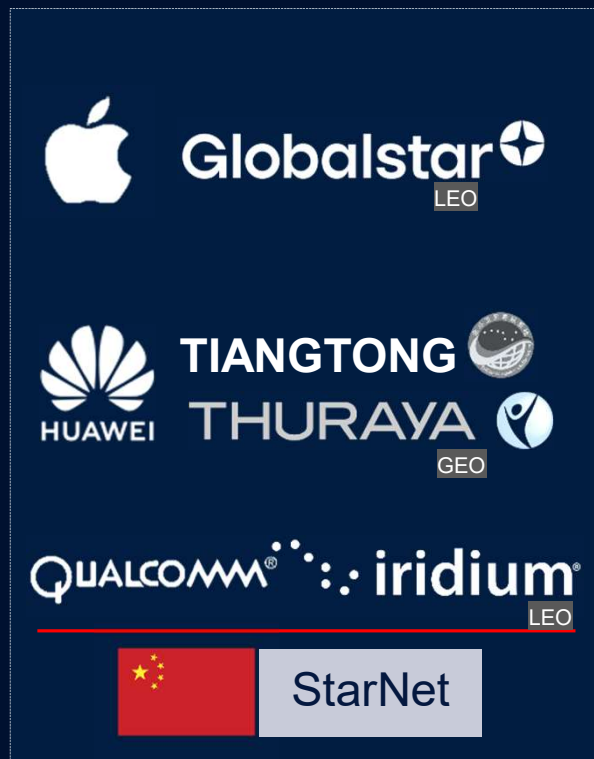 Globalstar
LEO
TIANGTONG
HUAWEI
THURAYA
GEO
QUALCOMM® iridium®
LEO
StarNet